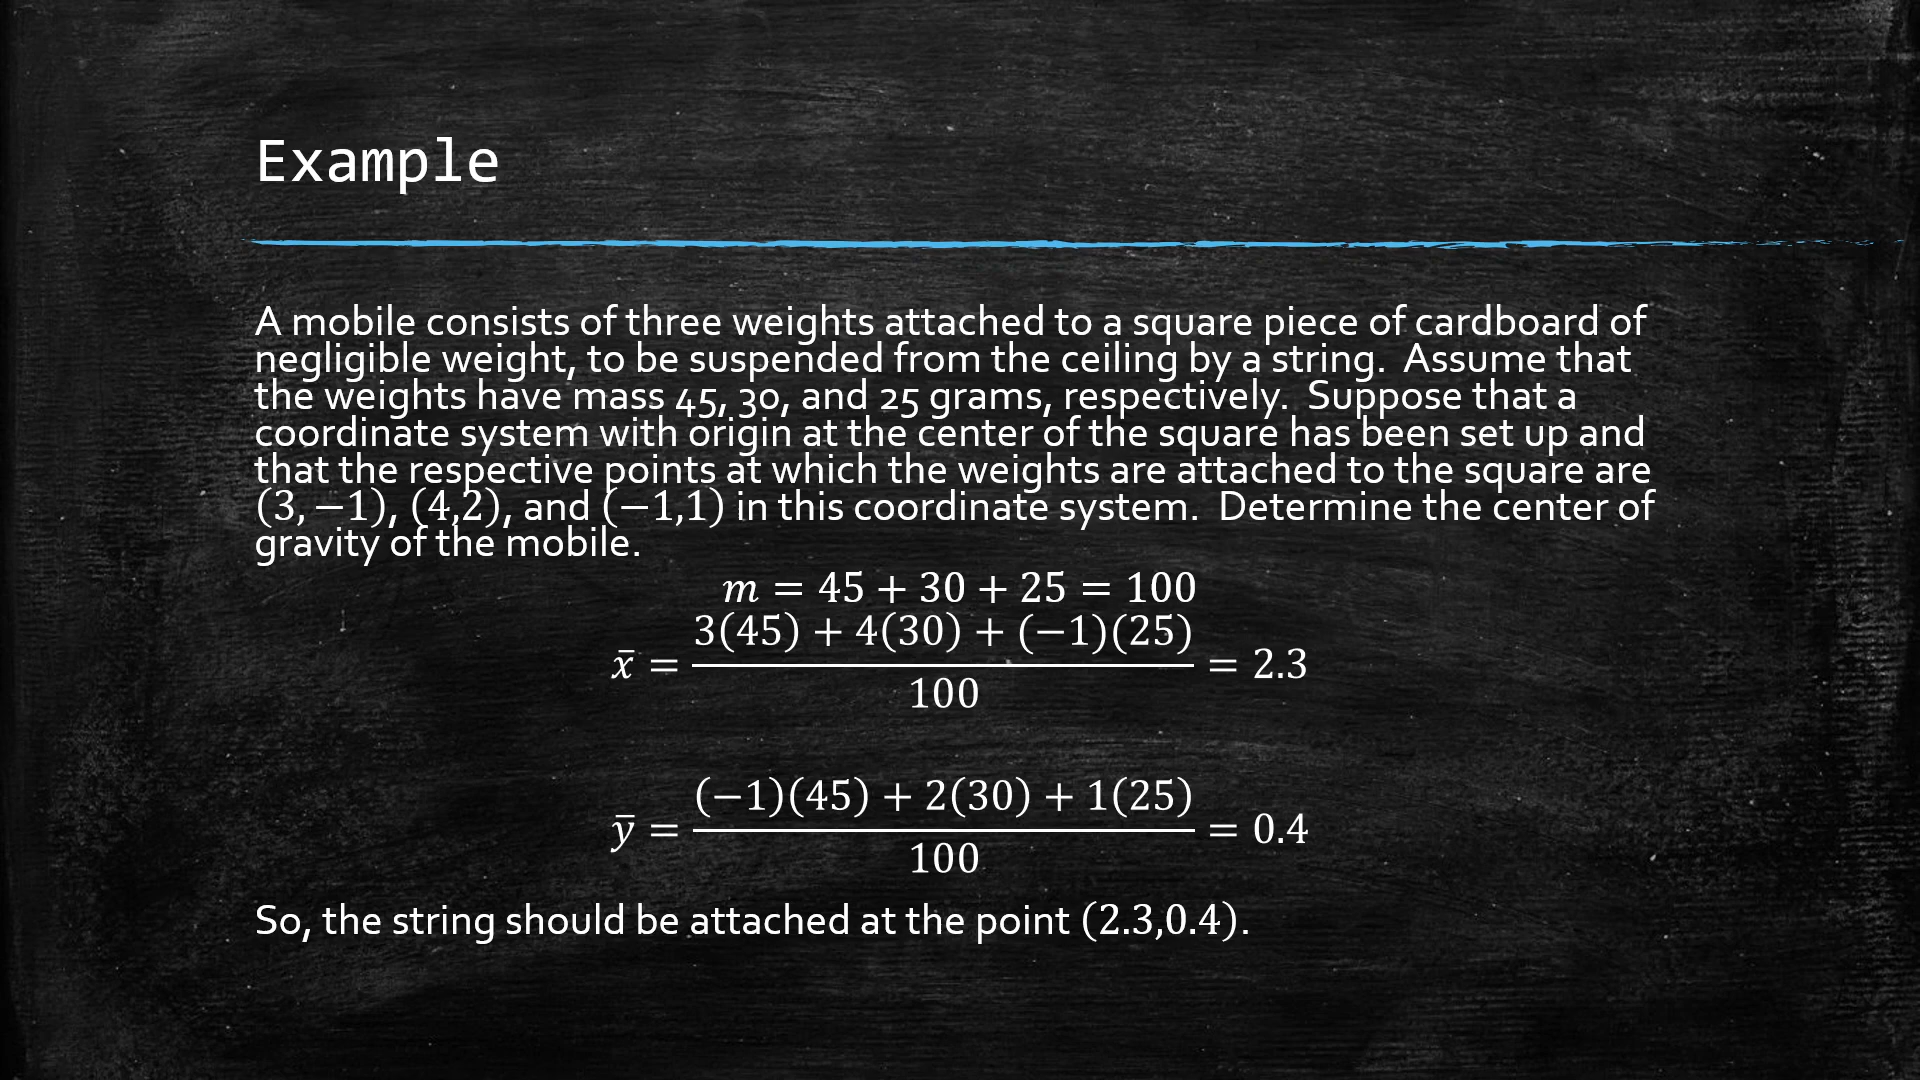 Example
A mobile consists of three weights attached to a square piece of cardboard of
negligible weight, to be suspended from the ceiling by a string.  Assume that
the weights have mass 45, 30, and 25 grams, respectively.  Suppose that a
coordinate system with origin at the center of the square has been set up and
that the respective points at which the weights are attached to the square are
(3, −1), (4,2), and (−1,1) in this coordinate system.  Determine the center of
gravity of the mobile.
m = 45 + 30 + 25 = 100
x̄ = (3(45) + 4(30) + (−1)(25)) / 100 = 2.3
ȳ = ((−1)(45) + 2(30) + 1(25)) / 100 = 0.4
So, the string should be attached at the point (2.3,0.4).